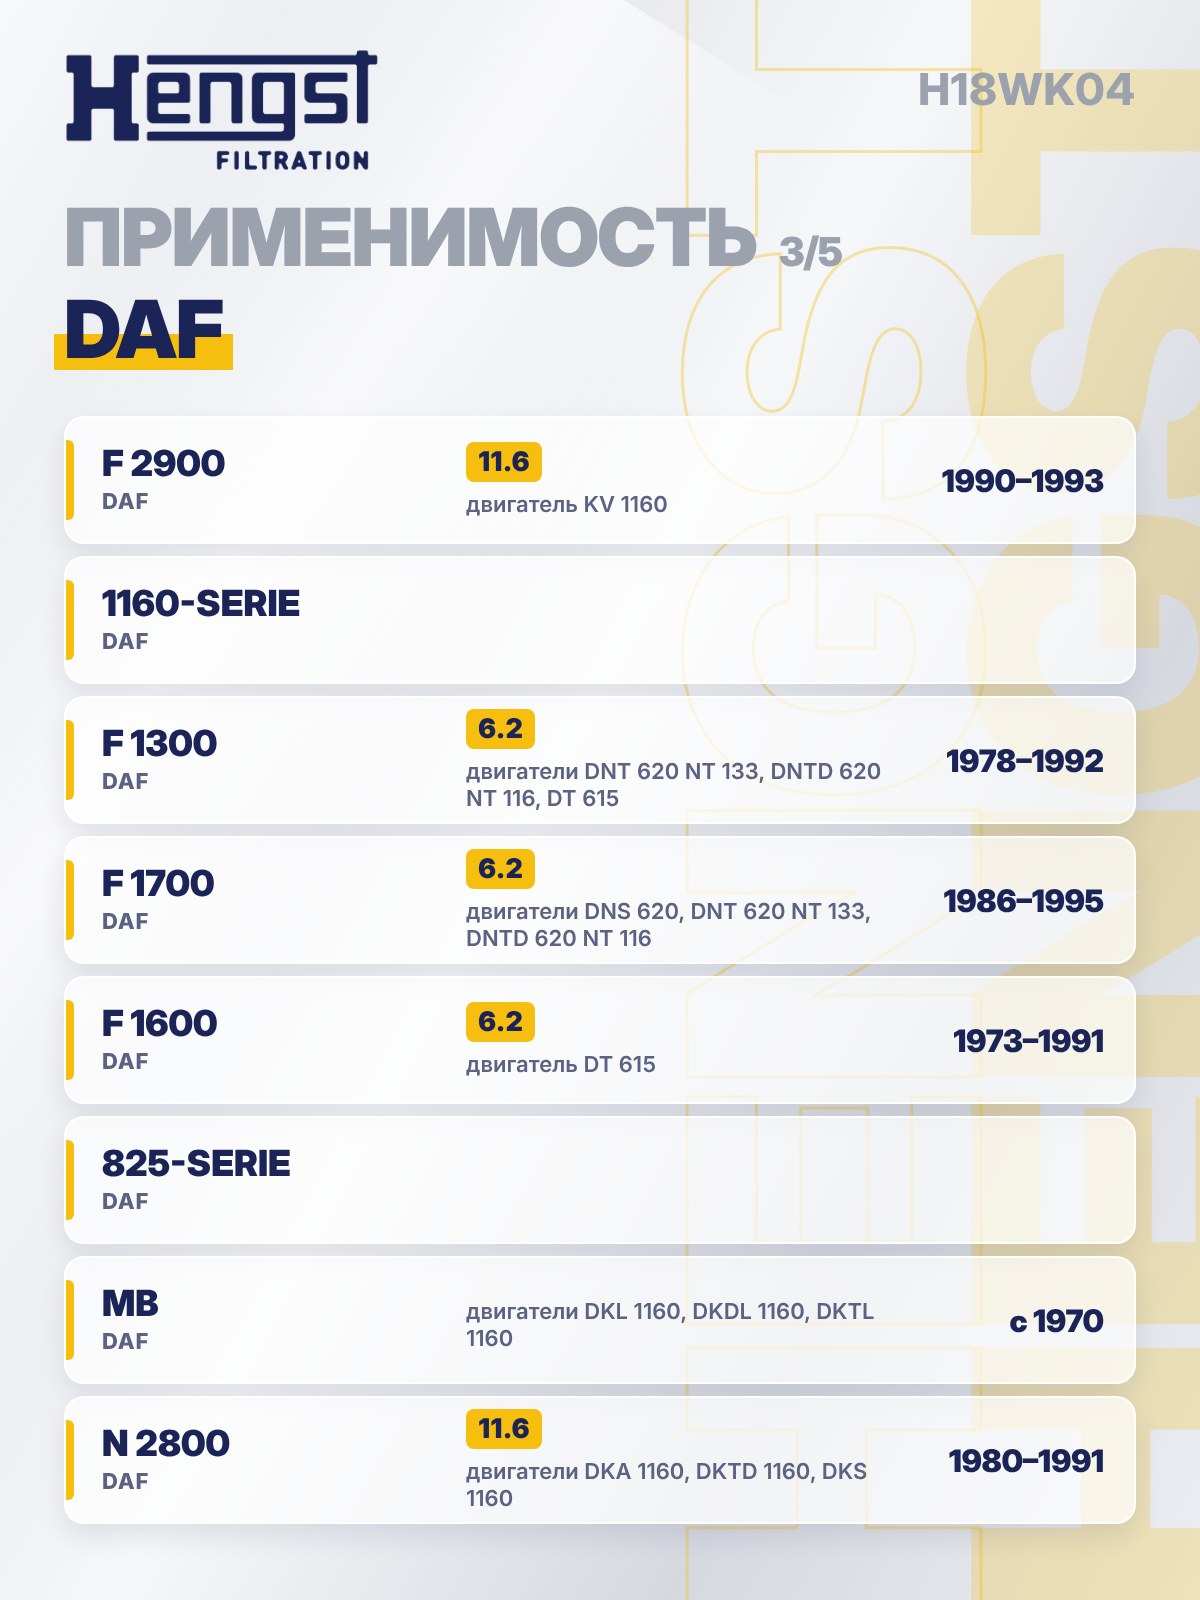 Hengst
FILTRATION
H18WK04
ПРИМЕНИМОСТЬ 3/5
DAF
F 2900
DAF
11.6
двигатель KV 1160
1990–1993
1160-SERIE
DAF
F 1300
DAF
6.2
двигатели DNT 620 NT 133, DNTD 620
NT 116, DT 615
1978–1992
F 1700
DAF
6.2
двигатели DNS 620, DNT 620 NT 133,
DNTD 620 NT 116
1986–1995
F 1600
DAF
6.2
двигатель DT 615
1973–1991
825-SERIE
DAF
MB
DAF
двигатели DKL 1160, DKDL 1160, DKTL
1160
с 1970
N 2800
DAF
11.6
двигатели DKA 1160, DKTD 1160, DKS
1160
1980–1991
HENGST
HENGST